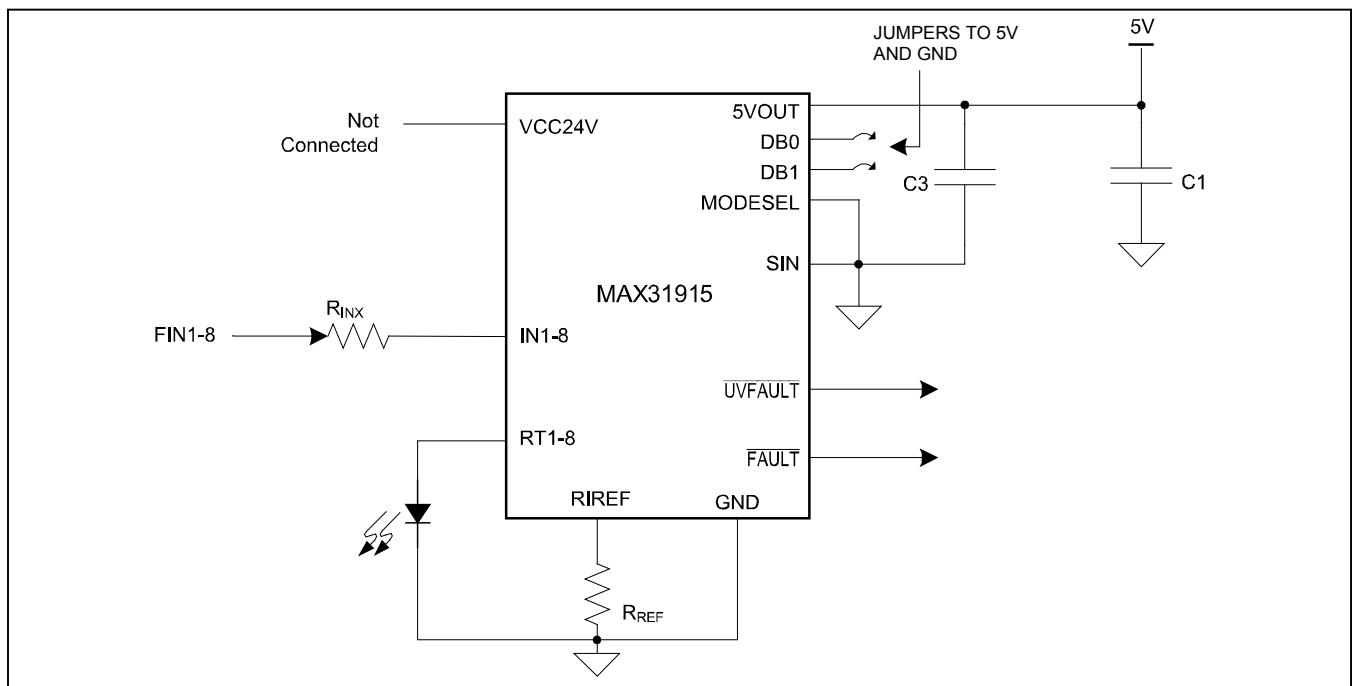 JUMPERS TO 5V
AND GND
5V
Not
Connected
VCC24V
5VOUT
DB0
DB1
MODESEL
C3
C1
SIN
MAX31915
FIN1-8
RINX
IN1-8
UVFAULT
RT1-8
FAULT
RIREF
GND
RREF